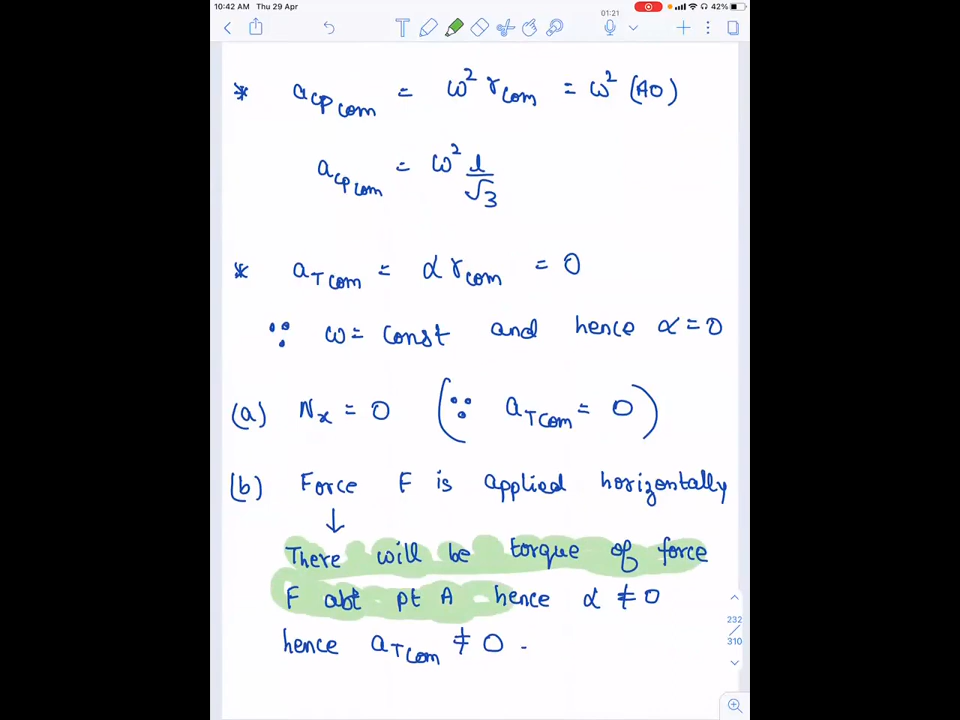 10:42 AM Thu 29 Apr
42%
01:21
T
* a_cp com = ω² r_com = ω² (AO)
a_cp com = ω² l/√3
* a_T com = α r_com = 0
∵ ω = const and hence α = 0
(a) N_x = 0 (∵ a_T com = 0)
(b) Force F is applied horizontally
↓
There will be torque of force
F abt pt A hence α ≠ 0
hence a_T com ≠ 0 -
232
/
310